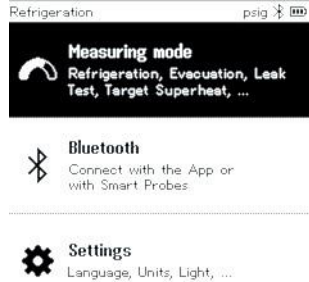 Refrigeration psig
Measuring mode
Refrigeration, Evacuation, Leak
Test, Target Superheat, ...
Bluetooth
Connect with the App or
with Smart Probes
Settings
Language, Units, Light, ...